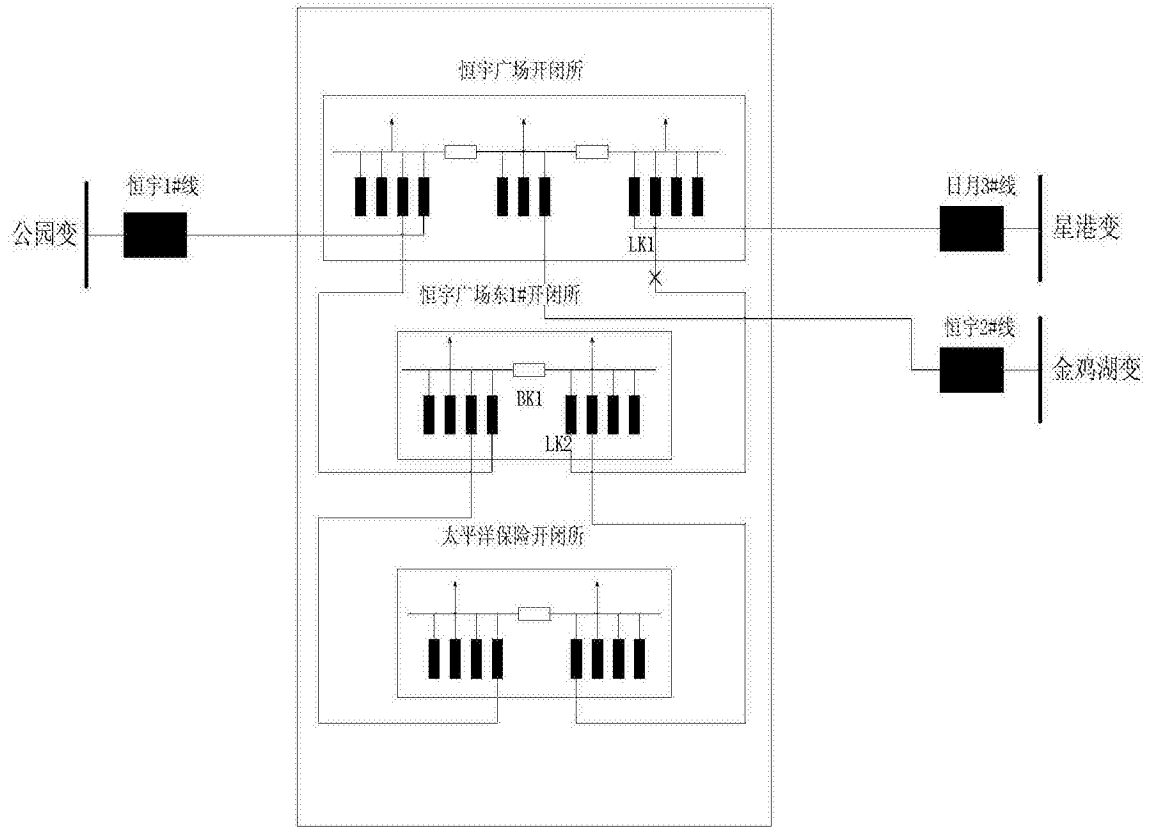 恒宇广场开闭所
恒宇1#线
公园变
日月3#线
星港变
LK1
恒宇广场东1#开闭所
恒宇2#线
金鸡湖变
BK1
LK2
太平洋保险开闭所